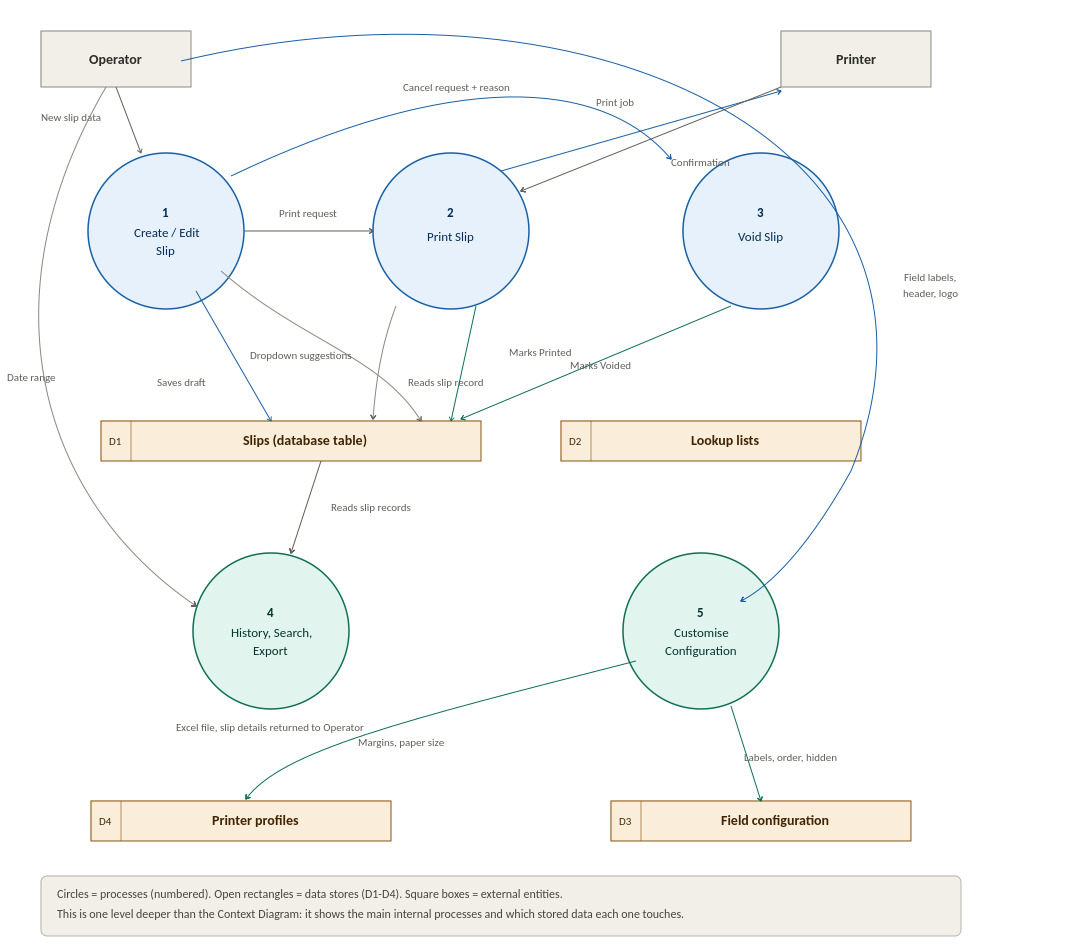 Operator
Printer
Cancel request + reason
Print job
New slip data
Confirmation
1
Create / Edit
Slip
Print request
2
Print Slip
3
Void Slip
Field labels,
header, logo
Dropdown suggestions
Marks Printed
Marks Voided
Date range
Saves draft
Reads slip record
D1
Slips (database table)
D2
Lookup lists
Reads slip records
4
History, Search,
Export
5
Customise
Configuration
Excel file, slip details returned to Operator
Margins, paper size
Labels, order, hidden
D4
Printer profiles
D3
Field configuration
Circles = processes (numbered). Open rectangles = data stores (D1-D4). Square boxes = external entities.
This is one level deeper than the Context Diagram: it shows the main internal processes and which stored data each one touches.